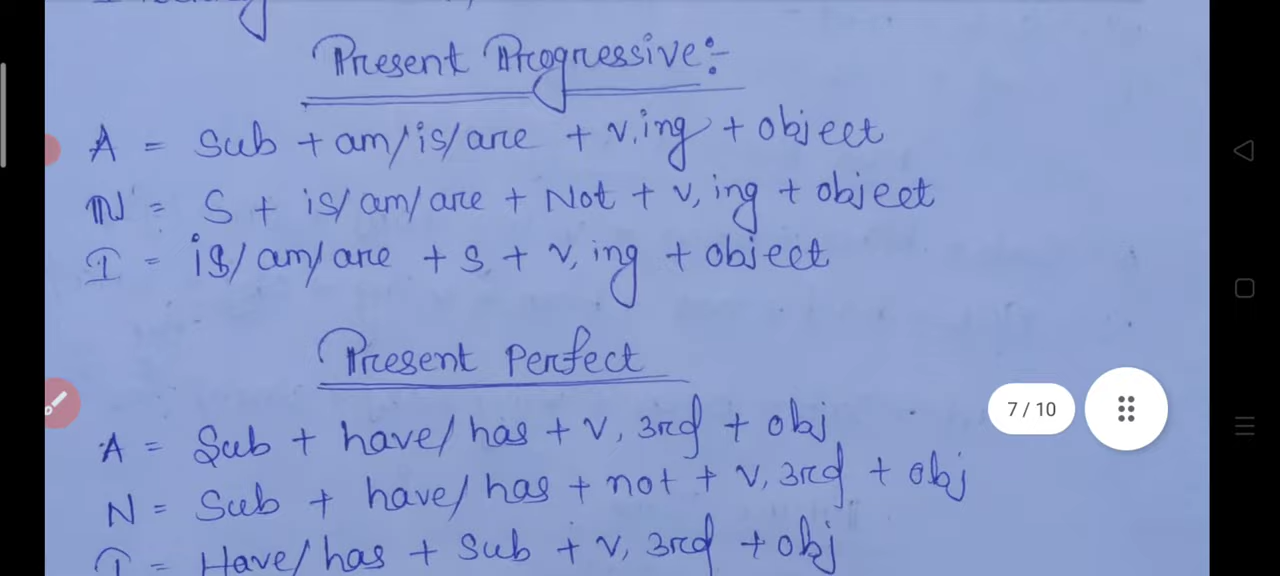 Present Progressive:-
A = Sub + am/is/are + v,ing + object
N = S + is/am/are + Not + v,ing + object
I = is/am/are + S + v,ing + object
Present Perfect
A = Sub + have/has + v, 3rd + obj
N = Sub + have/has + not + v, 3rd + obj
I = Have/has + Sub + v, 3rd + obj
7 / 10